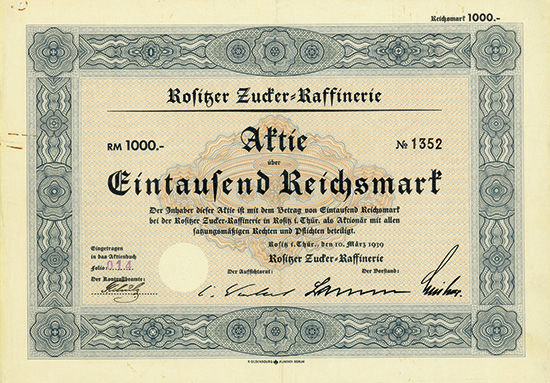 Reichsmark 1000.-
Rositzer Zucker-Raffinerie
Aktie
RM 1000.-
№ 1352
über
Eintausend Reichsmark
Der Inhaber dieser Aktie ist mit dem Betrag von Eintausend Reichsmark
bei der Rositzer Zucker-Raffinerie in Rositz i. Thür. als Aktionär mit allen
satzungsmäßigen Rechten und Pflichten beteiligt.
Rositz i. Thür., den 10. März 1939
Rositzer Zucker-Raffinerie
Eingetragen
in das Aktienbuch
Folio 014
Der Kontrollbeamte:
Der Aufsichtsrat:
Der Vorstand: